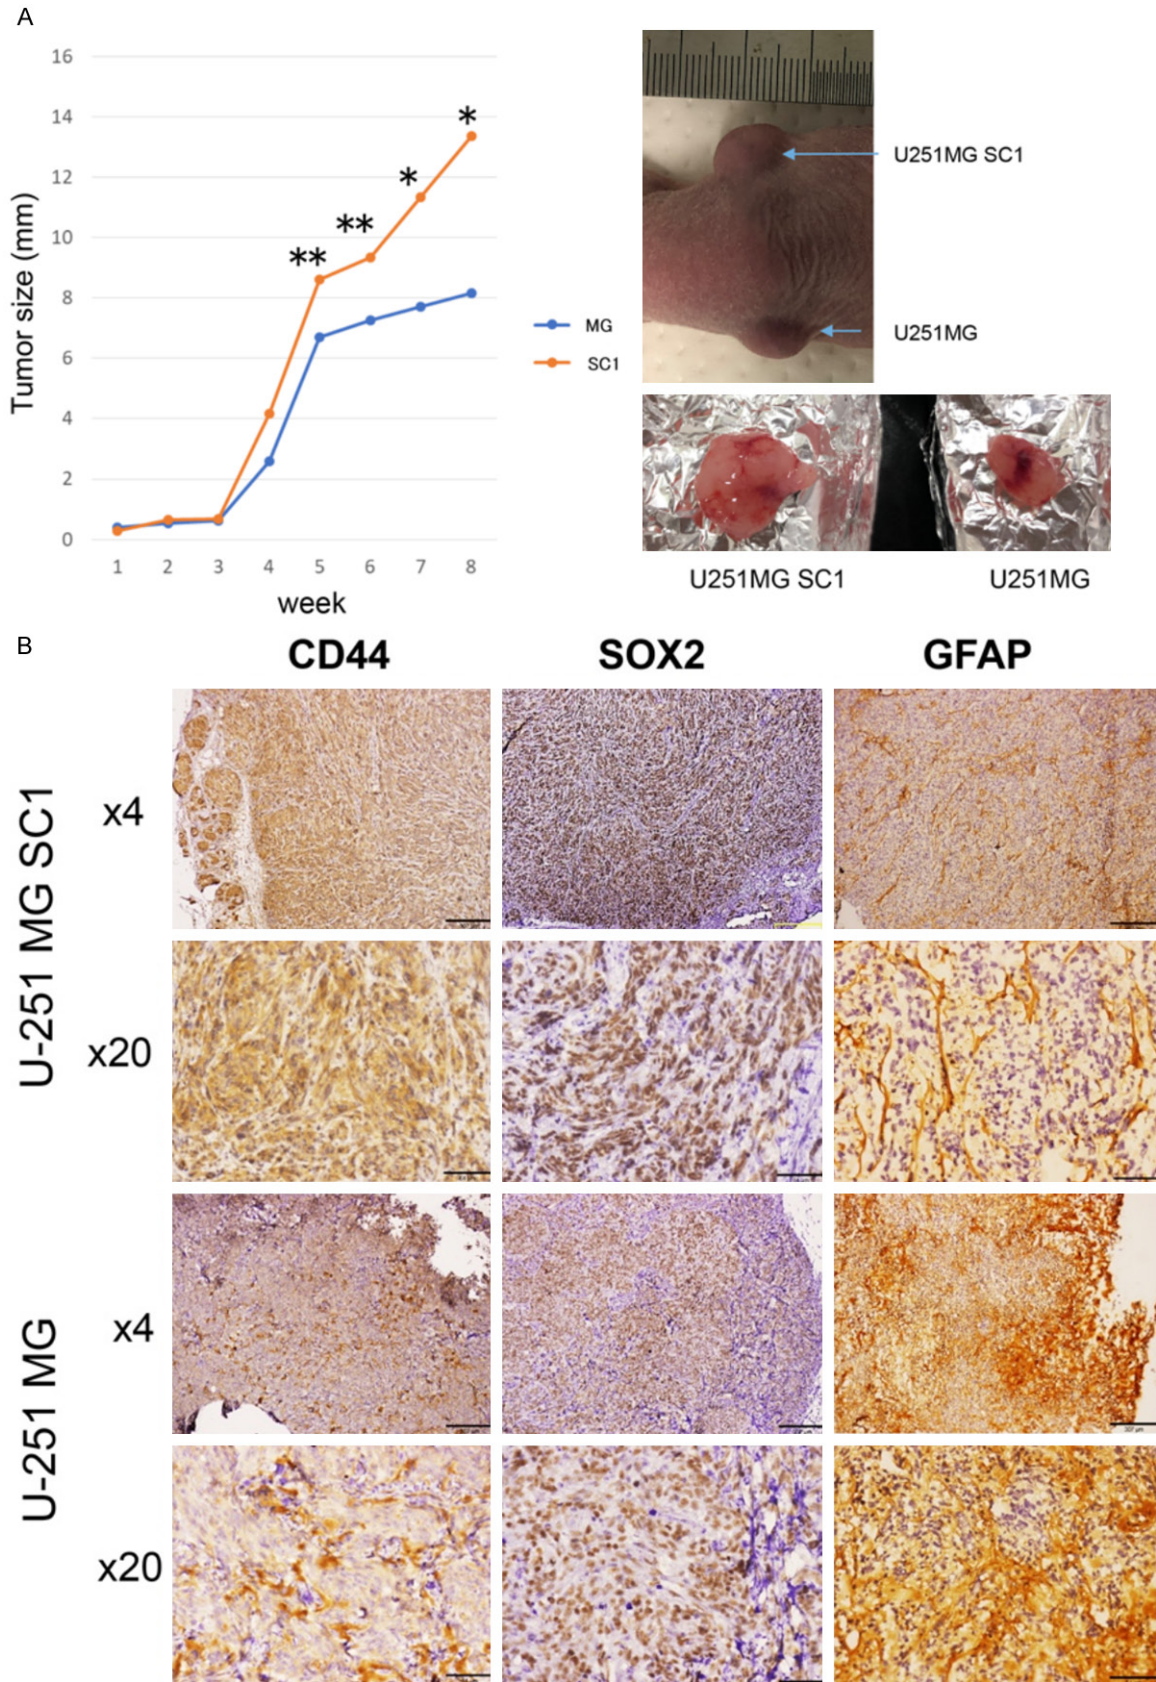 A
16
14
12
10
8
6
4
2
0
Tumor size (mm)
1 2 3 4 5 6 7 8
week
** ** * *
MG
SC1
U251MG SC1
U251MG
U251MG SC1
U251MG
B
CD44 SOX2 GFAP
U-251 MG SC1
x4
x20
U-251 MG
x4
x20